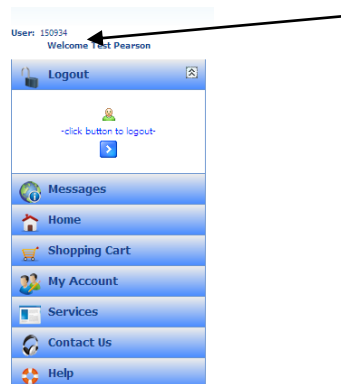 User: 150934
Welcome Test Pearson
Logout
-click button to logout-
Messages
Home
Shopping Cart
My Account
Services
Contact Us
Help